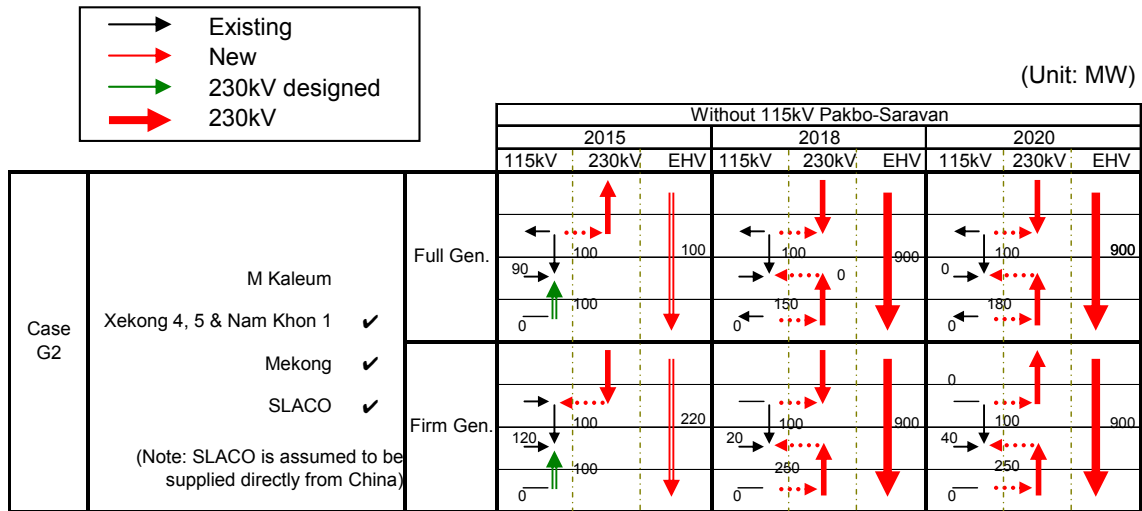 Existing
New
230kV designed
230kV
(Unit: MW)
Without 115kV Pakbo-Saravan
2015 2018 2020
115kV 230kV EHV 115kV 230kV EHV 115kV 230kV EHV
Case
G2
M Kaleum
Xekong 4, 5 & Nam Khon 1 ✔
Mekong ✔
SLACO ✔
(Note: SLACO is assumed to be
supplied directly from China)
Full Gen.
100 100 100 900 100 900
90 0 0
100 150 180
0 0 0
Firm Gen.
0
100 220 100 900 100 900
120 20 40
100 250 250
0 0 0